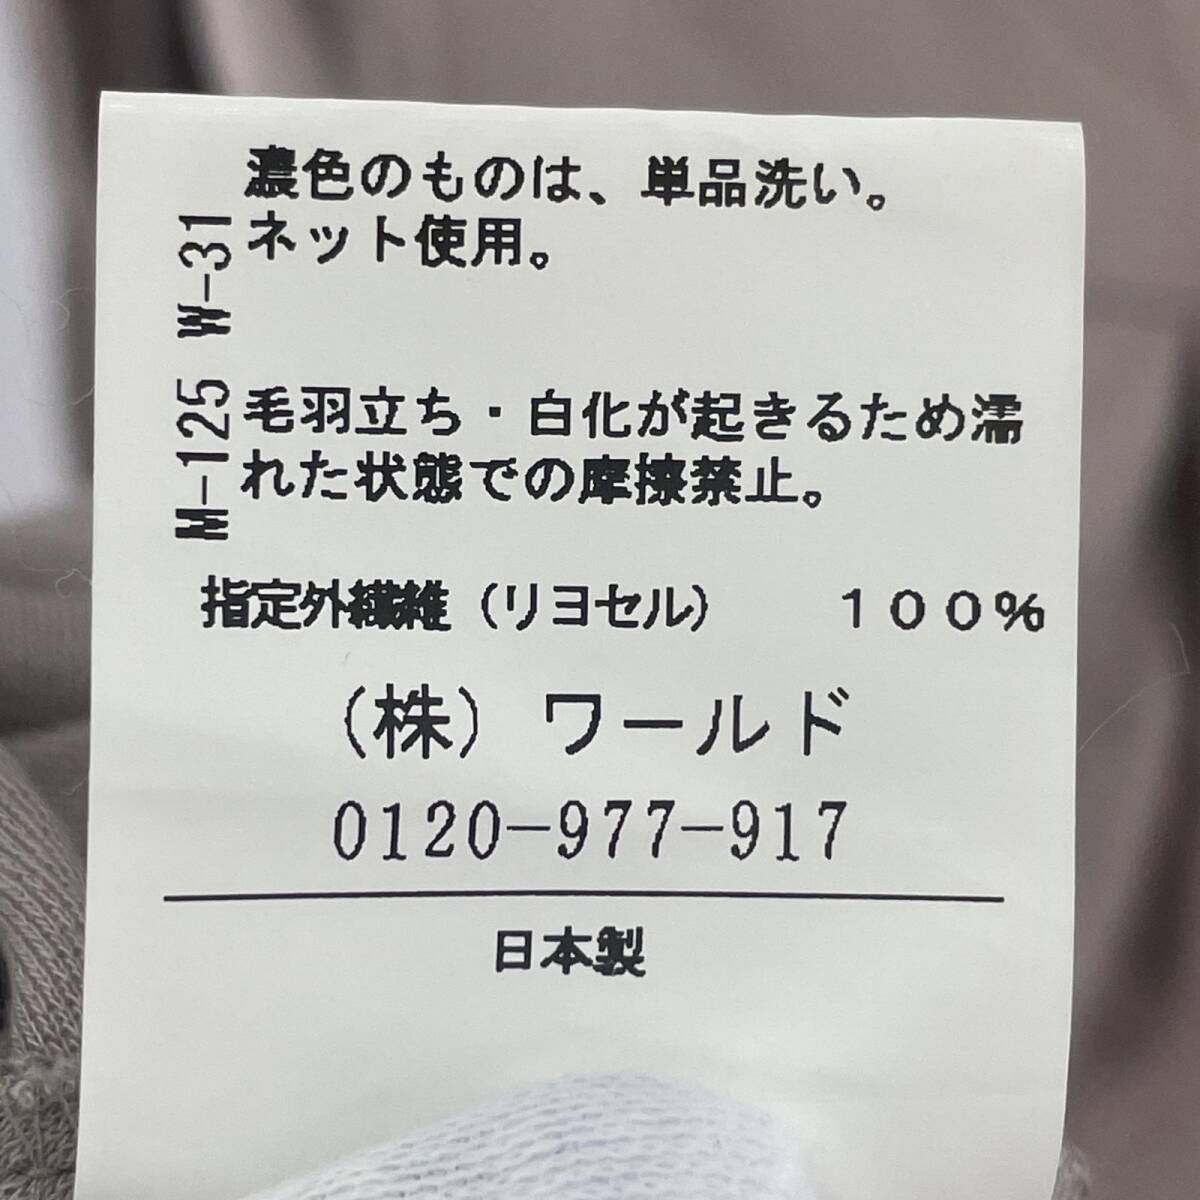 濃色のものは、単品洗い。
ネット使用。
M-125 W-31
毛羽立ち・白化が起きるため濡
れた状態での摩擦禁止。
指定外繊維（リヨセル） １００％
（株）ワールド
0120-977-917
日本製